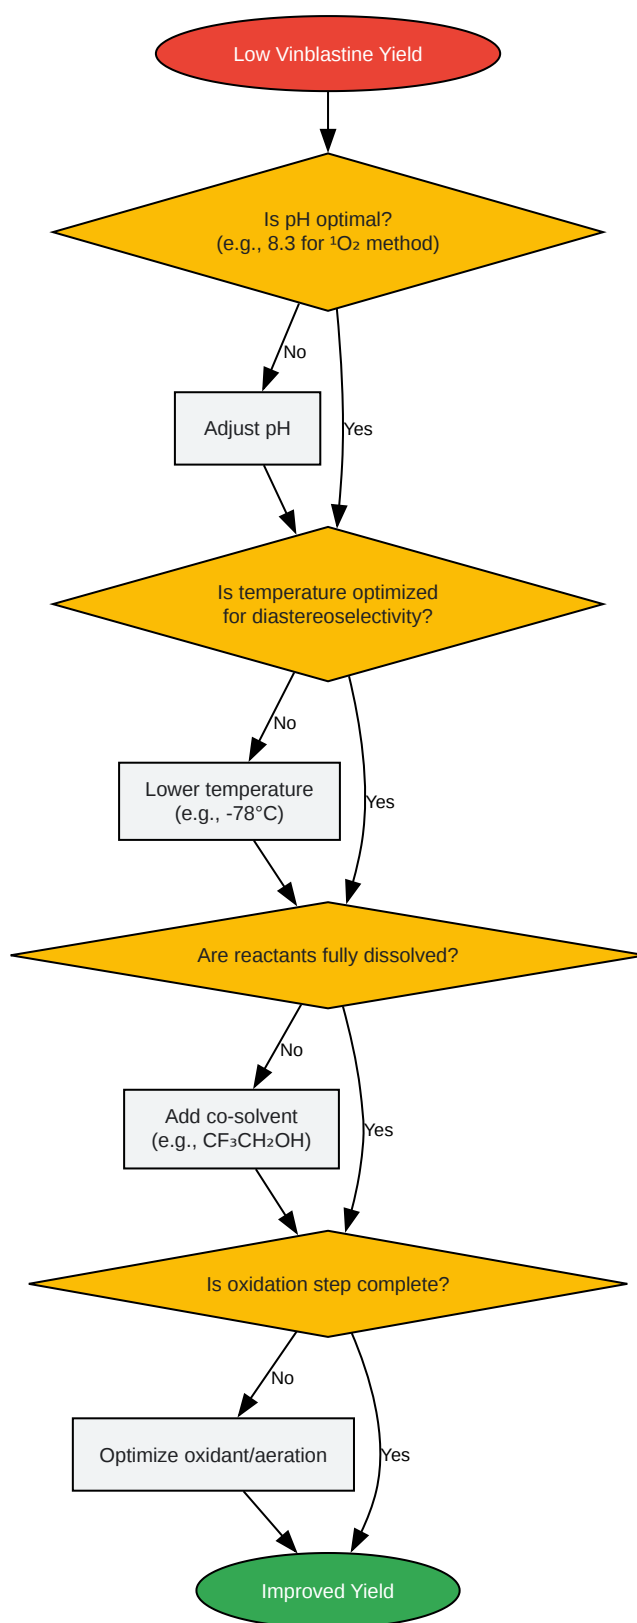 Low Vinblastine Yield
Is pH optimal?
(e.g., 8.3 for ¹O₂ method)
No
Adjust pH
Yes
Is temperature optimized
for diastereoselectivity?
No
Lower temperature
(e.g., -78°C)
Yes
Are reactants fully dissolved?
No
Add co-solvent
(e.g., CF₃CH₂OH)
Yes
Is oxidation step complete?
No
Optimize oxidant/aeration
Yes
Improved Yield